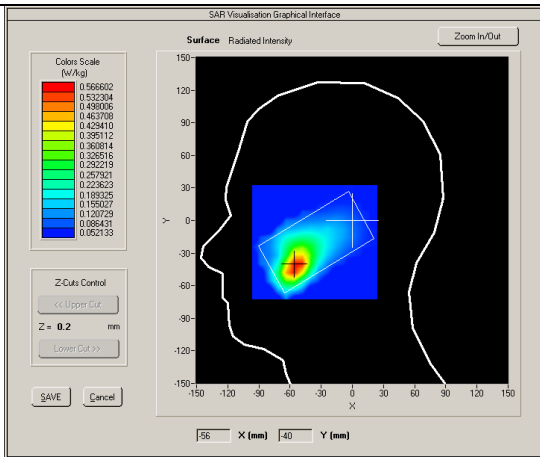 SAR Visualisation Graphical Interface
Surface Radiated Intensity
Zoom In/Out
Colors Scale
(W/kg)
0.566602
0.532304
0.498006
0.463708
0.429410
0.395112
0.360814
0.326516
0.292219
0.257921
0.223623
0.189325
0.155027
0.120729
0.086431
0.052133
Z-Cuts Control
<< Upper Cut
Z = 0.2 mm
Lower Cut >>
SAVE
Cancel
150
120
90
60
30
0
-30
-60
-90
-120
-150
Y
-150 -120 -90 -60 -30 0 30 60 90 120 150
X
-56 X (mm) -40 Y (mm)